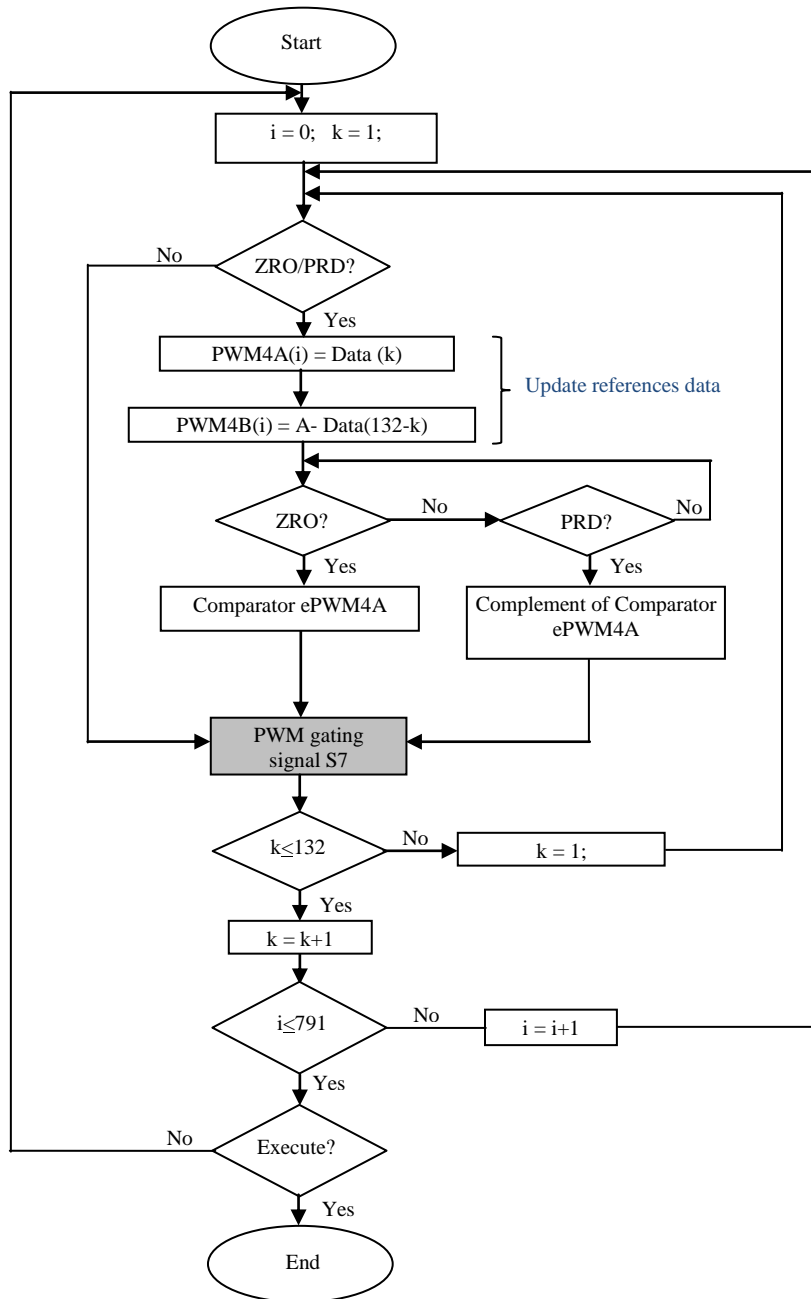 Start
i = 0;   k = 1;
No
ZRO/PRD?
Yes
PWM4A(i) = Data (k)
Update references data
PWM4B(i) = A- Data(132-k)
ZRO?
No
PRD?
No
Yes
Yes
Comparator ePWM4A
Complement of Comparator
ePWM4A
PWM gating
signal S7
k≤132
No
k = 1;
Yes
k = k+1
i≤791
No
i = i+1
Yes
No
Execute?
Yes
End